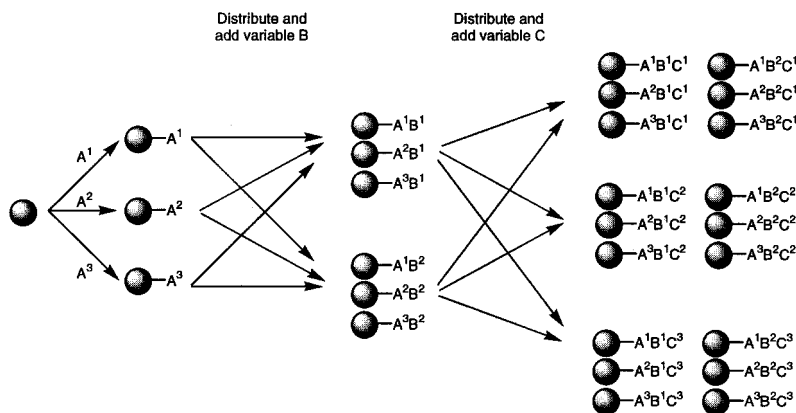 Distribute and
add variable B
Distribute and
add variable C
A¹
A²
A³
A¹
A²
A³
A¹B¹
A²B¹
A³B¹
A¹B²
A²B²
A³B²
A¹B¹C¹ A¹B²C¹
A²B¹C¹ A²B²C¹
A³B¹C¹ A³B²C¹
A¹B¹C² A¹B²C²
A²B¹C² A²B²C²
A³B¹C² A³B²C²
A¹B¹C³ A¹B²C³
A²B¹C³ A²B²C³
A³B¹C³ A³B²C³